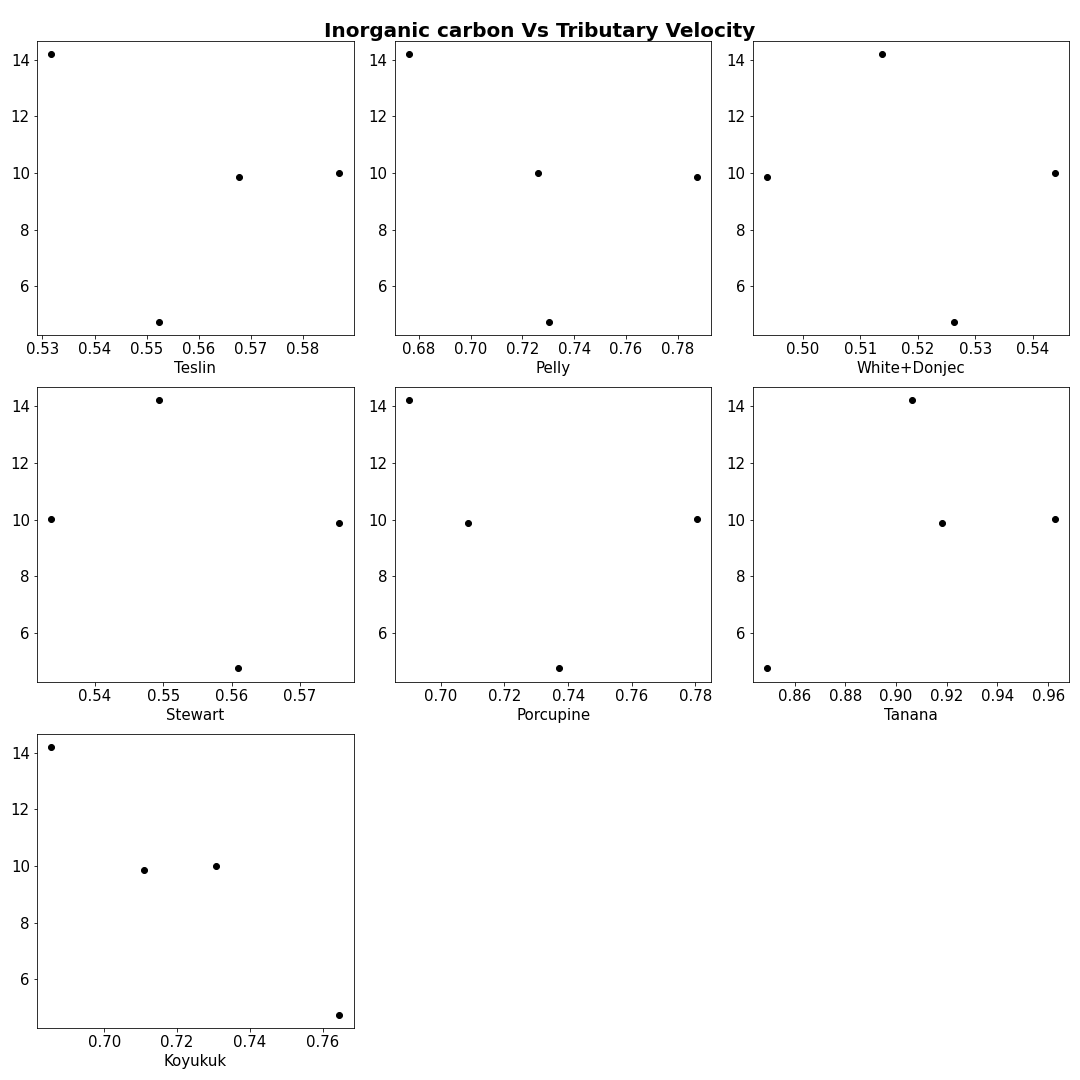 Inorganic carbon Vs Tributary Velocity
14
12
10
8
6
0.53 0.54 0.55 0.56 0.57 0.58
Teslin
14
12
10
8
6
0.68 0.70 0.72 0.74 0.76 0.78
Pelly
14
12
10
8
6
0.50 0.51 0.52 0.53 0.54
White+Donjec
14
12
10
8
6
0.54 0.55 0.56 0.57
Stewart
14
12
10
8
6
0.70 0.72 0.74 0.76 0.78
Porcupine
14
12
10
8
6
0.86 0.88 0.90 0.92 0.94 0.96
Tanana
14
12
10
8
6
0.70 0.72 0.74 0.76
Koyukuk